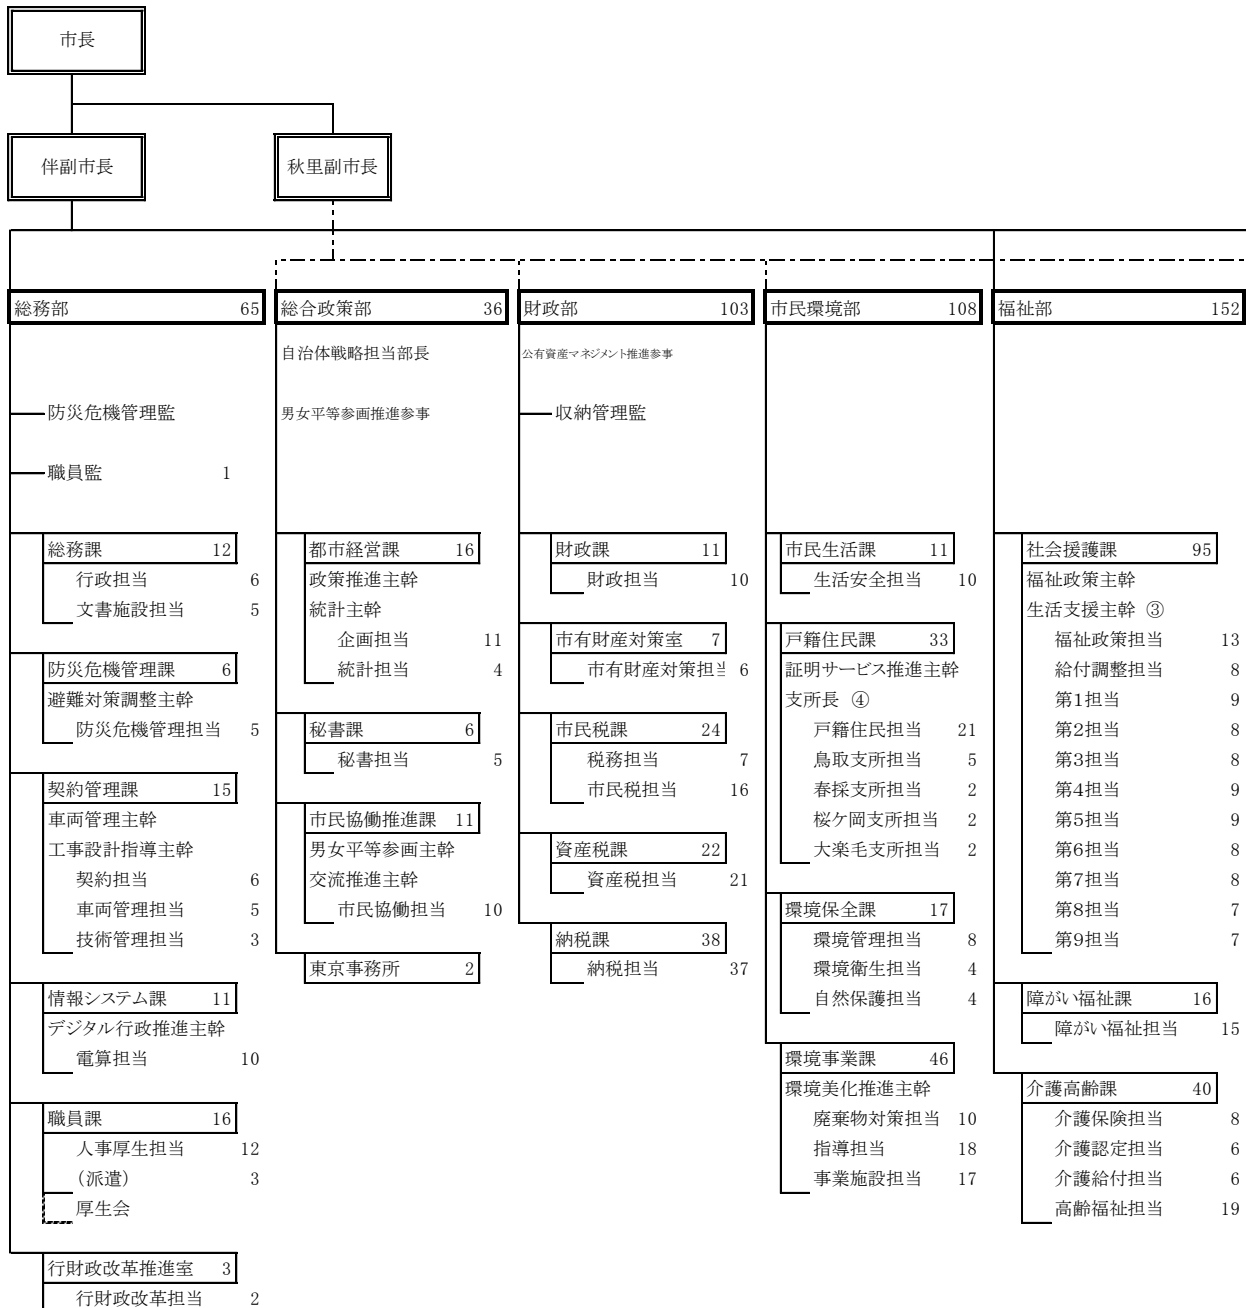 市長
伴副市長
秋里副市長
総務部 65
防災危機管理監
職員監 1
総務課 12
行政担当 6
文書施設担当 5
防災危機管理課 6
避難対策調整主幹
防災危機管理担当 5
契約管理課 15
車両管理主幹
工事設計指導主幹
契約担当 6
車両管理担当 5
技術管理担当 3
情報システム課 11
デジタル行政推進主幹
電算担当 10
職員課 16
人事厚生担当 12
(派遣) 3
厚生会
行財政改革推進室 3
行財政改革担当 2
総合政策部 36
自治体戦略担当部長
男女平等参画推進参事
都市経営課 16
政策推進主幹
統計主幹
企画担当 11
統計担当 4
秘書課 6
秘書担当 5
市民協働推進課 11
男女平等参画主幹
交流推進主幹
市民協働担当 10
東京事務所 2
財政部 103
公有資産マネジメント推進参事
収納管理監
財政課 11
財政担当 10
市有財産対策室 7
市有財産対策担当 6
市民税課 24
税務担当 7
市民税担当 16
資産税課 22
資産税担当 21
納税課 38
納税担当 37
市民環境部 108
市民生活課 11
生活安全担当 10
戸籍住民課 33
証明サービス推進主幹
支所長 ④
戸籍住民担当 21
鳥取支所担当 5
春採支所担当 2
桜ケ岡支所担当 2
大楽毛支所担当 2
環境保全課 17
環境管理担当 8
環境衛生担当 4
自然保護担当 4
環境事業課 46
環境美化推進主幹
廃棄物対策担当 10
指導担当 18
事業施設担当 17
福祉部 152
社会援護課 95
福祉政策主幹
生活支援主幹 ③
福祉政策担当 13
給付調整担当 8
第1担当 9
第2担当 8
第3担当 8
第4担当 9
第5担当 9
第6担当 8
第7担当 8
第8担当 7
第9担当 7
障がい福祉課 16
障がい福祉担当 15
介護高齢課 40
介護保険担当 8
介護認定担当 6
介護給付担当 6
高齢福祉担当 19